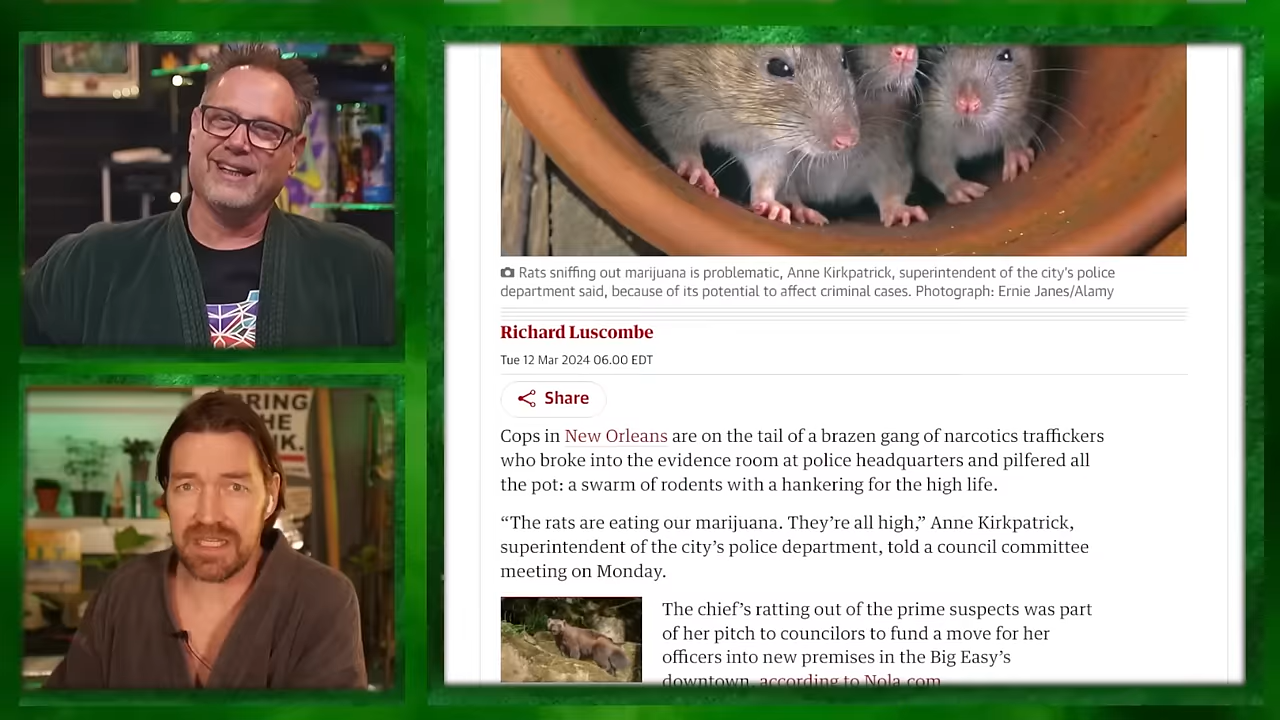 RING
HE
K.
Rats sniffing out marijuana is problematic, Anne Kirkpatrick, superintendent of the city's police
department said, because of its potential to affect criminal cases. Photograph: Ernie Janes/Alamy
Richard Luscombe
Tue 12 Mar 2024 06.00 EDT
Share
Cops in New Orleans are on the tail of a brazen gang of narcotics traffickers
who broke into the evidence room at police headquarters and pilfered all
the pot: a swarm of rodents with a hankering for the high life.
“The rats are eating our marijuana. They’re all high,” Anne Kirkpatrick,
superintendent of the city’s police department, told a council committee
meeting on Monday.
The chief’s ratting out of the prime suspects was part
of her pitch to councilors to fund a move for her
officers into new premises in the Big Easy’s
downtown, according to Nola.com